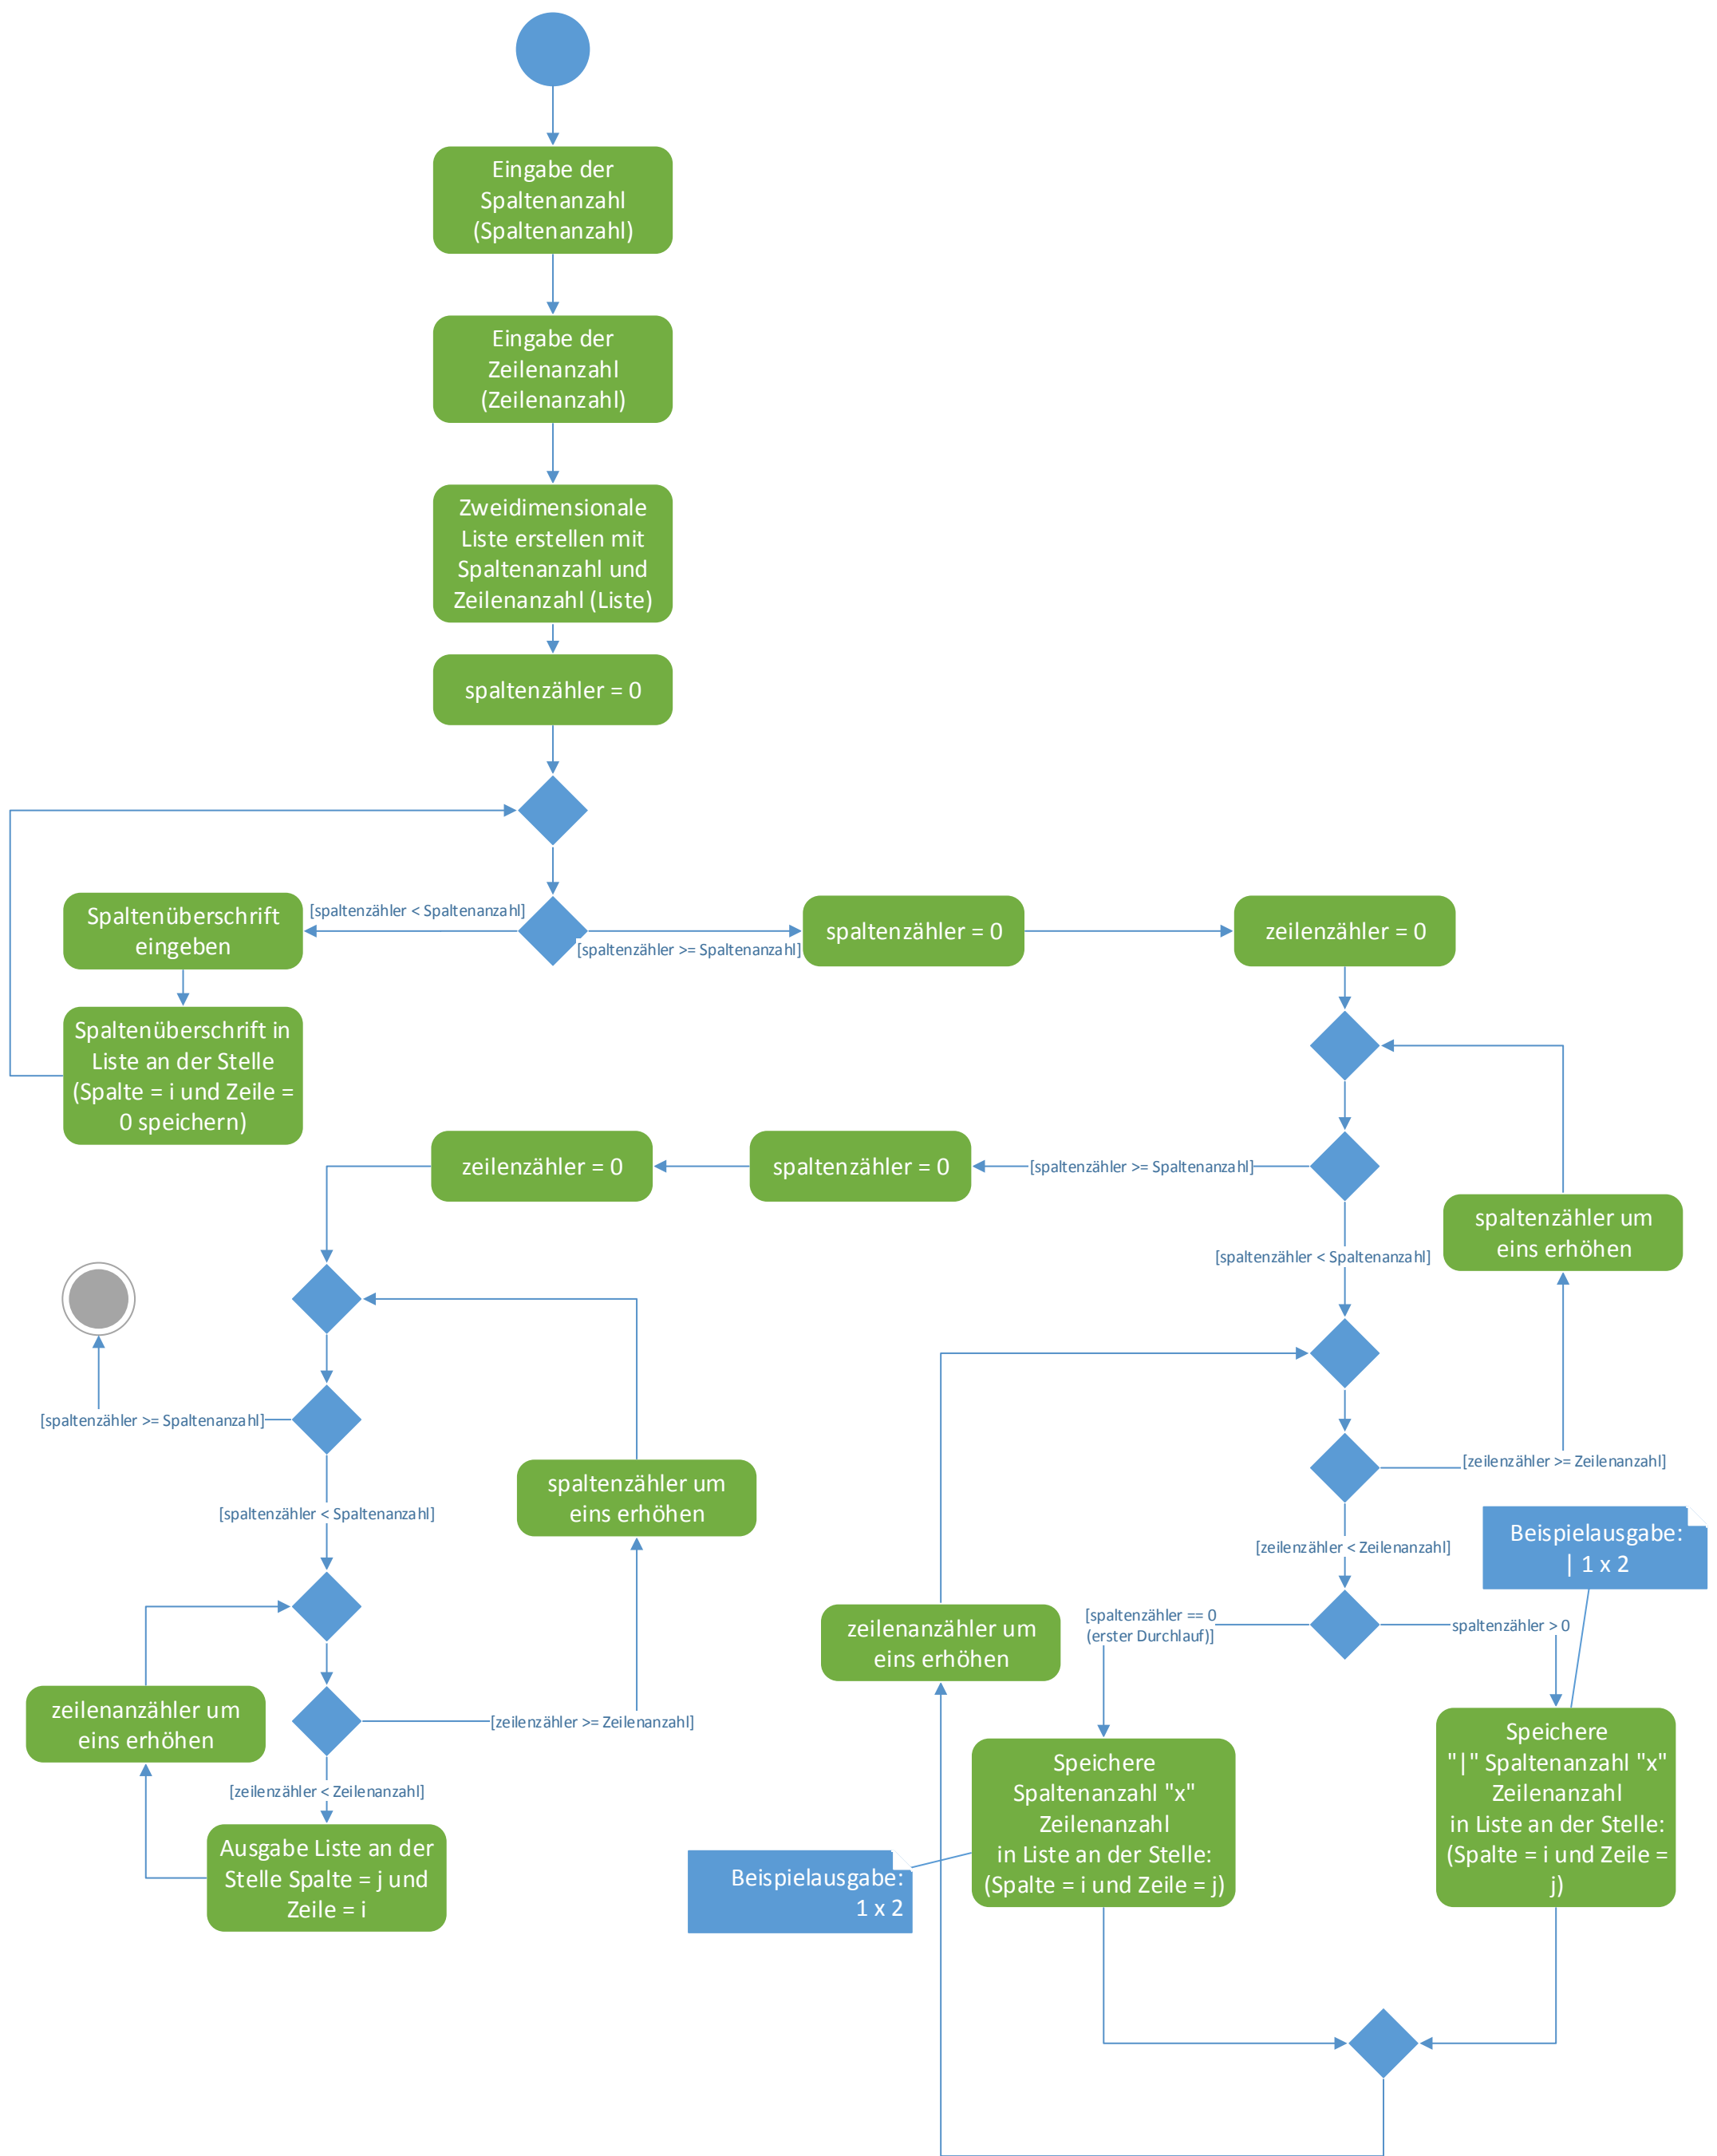 Eingabe der
Spaltenanzahl
(Spaltenanzahl)
Eingabe der
Zeilenanzahl
(Zeilenanzahl)
Zweidimensionale
Liste erstellen mit
Spaltenanzahl und
Zeilenanzahl (Liste)
spaltenzähler = 0
[spaltenzähler < Spaltenanzahl]
Spaltenüberschrift
eingeben
Spaltenüberschrift in
Liste an der Stelle
(Spalte = i und Zeile =
0 speichern)
[spaltenzähler >= Spaltenanzahl]
spaltenzähler = 0
zeilenzähler = 0
[spaltenzähler >= Spaltenanzahl]
spaltenzähler = 0
zeilenzähler = 0
[spaltenzähler < Spaltenanzahl]
spaltenzähler um
eins erhöhen
[zeilenzähler >= Zeilenanzahl]
[zeilenzähler < Zeilenanzahl]
Beispielausgabe:
| 1 x 2
[spaltenzähler == 0
(erster Durchlauf)]
spaltenzähler > 0
zeilenanzähler um
eins erhöhen
Speichere
Spaltenanzahl "x"
Zeilenanzahl
in Liste an der Stelle:
(Spalte = i und Zeile = j)
Speichere
"|" Spaltenanzahl "x"
Zeilenanzahl
in Liste an der Stelle:
(Spalte = i und Zeile =
j)
Beispielausgabe:
1 x 2
[spaltenzähler >= Spaltenanzahl]
[spaltenzähler < Spaltenanzahl]
spaltenzähler um
eins erhöhen
zeilenanzähler um
eins erhöhen
[zeilenzähler >= Zeilenanzahl]
[zeilenzähler < Zeilenanzahl]
Ausgabe Liste an der
Stelle Spalte = j und
Zeile = i